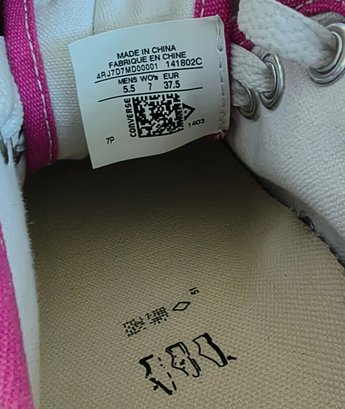 MADE IN CHINA
FABRIQUE EN CHINE
4RJ7D7MD00001 141802C
MENS WO's EUR
5.5 7 37.5
CONVERSE
7P
1403